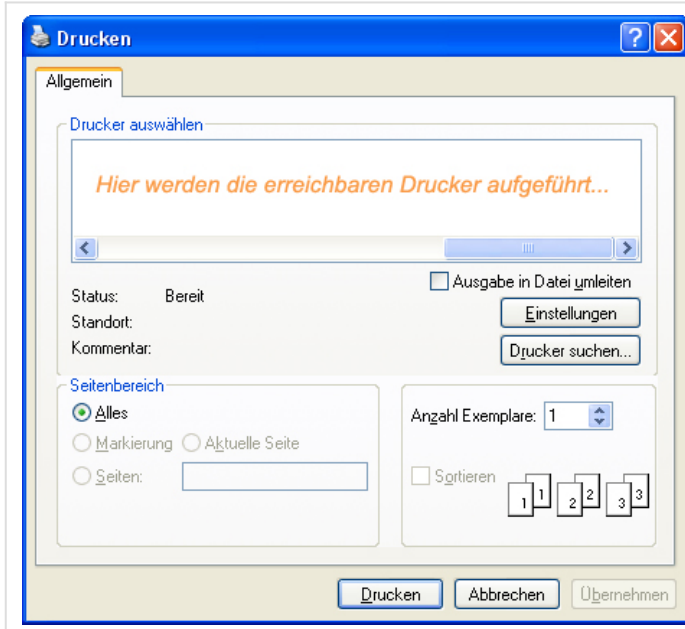 Drucken
Allgemein
Drucker auswählen
Hier werden die erreichbaren Drucker aufgeführt...
Status: Bereit
Ausgabe in Datei umleiten
Standort:
Einstellungen
Kommentar:
Drucker suchen...
Seitenbereich
Alles
Markierung Aktuelle Seite
Seiten:
Anzahl Exemplare: 1
Sortieren
1 1 2 2 3 3
Drucken Abbrechen Übernehmen